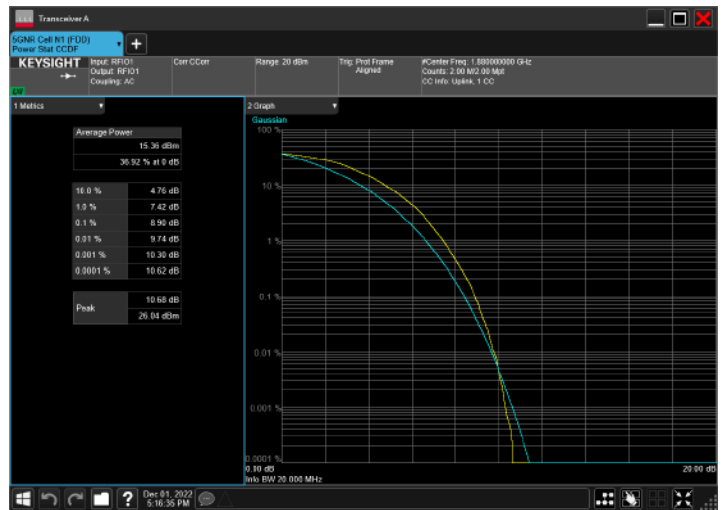 Transceiver A
5GNR Cell N1 (FDD)
Power Stat CCDF
KEYSIGHT
Input: RFIO1
Output: RFIO1
Coupling: AC
Corr CCorr
Range: 20 dBm
Trig: Prot Frame
Aligned
#Center Freq: 1.880000000 GHz
Counts: 2.00 M/2.00 Mpt
CC Info: Uplink, 1 CC
1 Metrics
Average Power
15.36 dBm
36.92 % at 0 dB
10.0 % 4.76 dB
1.0 % 7.42 dB
0.1 % 8.90 dB
0.01 % 9.74 dB
0.001 % 10.30 dB
0.0001 % 10.62 dB
Peak 10.68 dB
26.04 dBm
2 Graph
Gaussian
100 %
10 %
1 %
0.1 %
0.01 %
0.001 %
0.0001 %
0.00 dB
20.00 dB
Info BW 20.000 MHz
?
Dec 01, 2022
5:16:35 PM